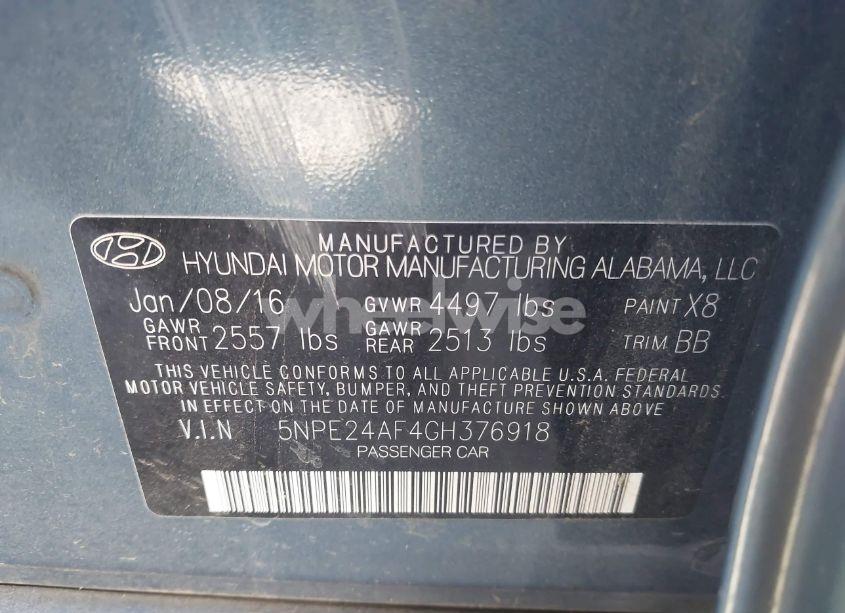 MANUFACTURED BY
HYUNDAI MOTOR MANUFACTURING ALABAMA, LLC
Jan/08/16 GVWR 4497 lbs PAINT X8
GAWR FRONT 2557 lbs GAWR REAR 2513 lbs TRIM BB
THIS VEHICLE CONFORMS TO ALL APPLICABLE U.S.A. FEDERAL
MOTOR VEHICLE SAFETY, BUMPER, AND THEFT PREVENTION STANDARDS
IN EFFECT ON THE DATE OF MANUFACTURE SHOWN ABOVE
V.I.N 5NPE24AF4GH376918
PASSENGER CAR
wheelwise